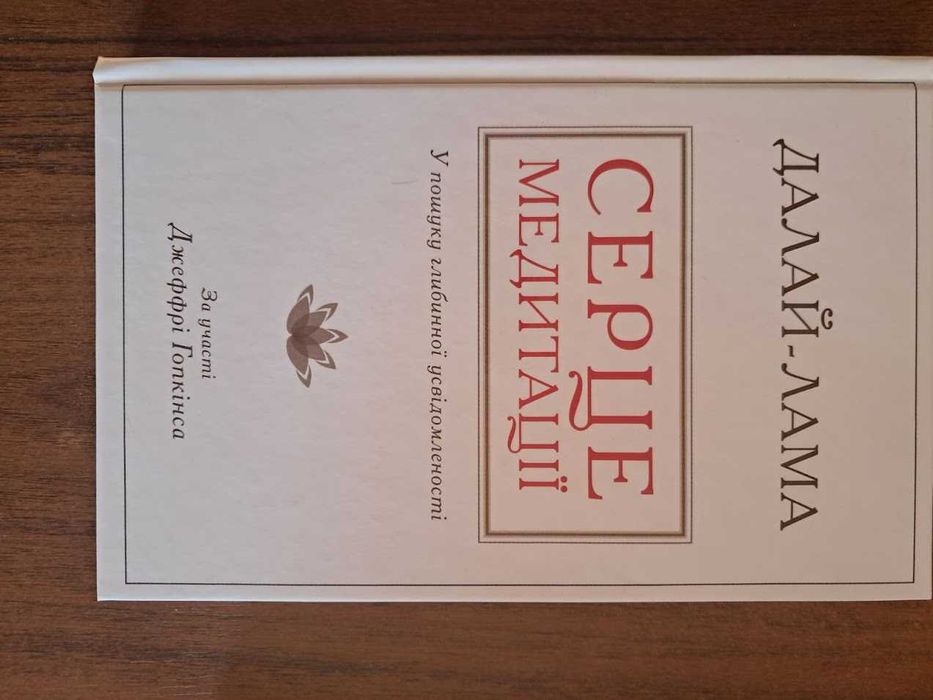 ДАЛАЙ-ЛАМА
СЕРЦЕ
МЕДИТАЦІЇ
У пошуку глибинної усвідомленості
За участі
Джеффрі Гопкінса